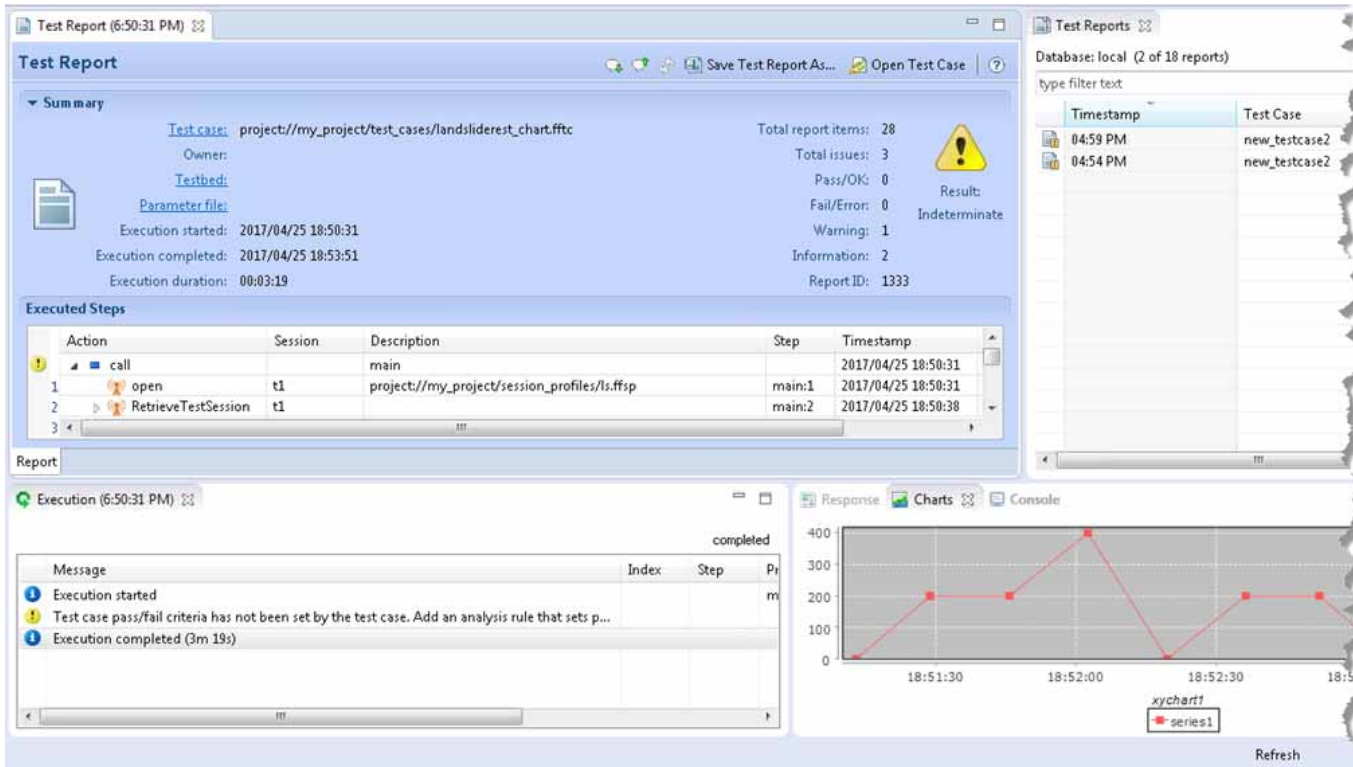 Test Report (6:50:31 PM)
Test Report
Save Test Report As...
Open Test Case
?
Summary
Test case: project://my_project/test_cases/landsliderest_chart.fftc
Owner:
Testbed:
Parameter file:
Execution started: 2017/04/25 18:50:31
Execution completed: 2017/04/25 18:53:51
Execution duration: 00:03:19
Total report items: 28
Total issues: 3
Pass/OK: 0
Fail/Error: 0
Warning: 1
Information: 2
Report ID: 1333
Result:
Indeterminate
Executed Steps
Action Session Description Step Timestamp
call main 2017/04/25 18:50:31
1 open t1 project://my_project/session_profiles/ls.ffsp main:1 2017/04/25 18:50:31
2 RetrieveTestSession t1 main:2 2017/04/25 18:50:38
3
Report
Test Reports
Database: local (2 of 18 reports)
type filter text
Timestamp Test Case
04:59 PM new_testcase2
04:54 PM new_testcase2
Execution (6:50:31 PM)
completed
Message Index Step Pr
Execution started m
Test case pass/fail criteria has not been set by the test case. Add an analysis rule that sets p...
Execution completed (3m 19s)
Response Charts Console
400
300
200
100
0
18:51:30 18:52:00 18:52:30 18:5
xychart1
series1
Refresh